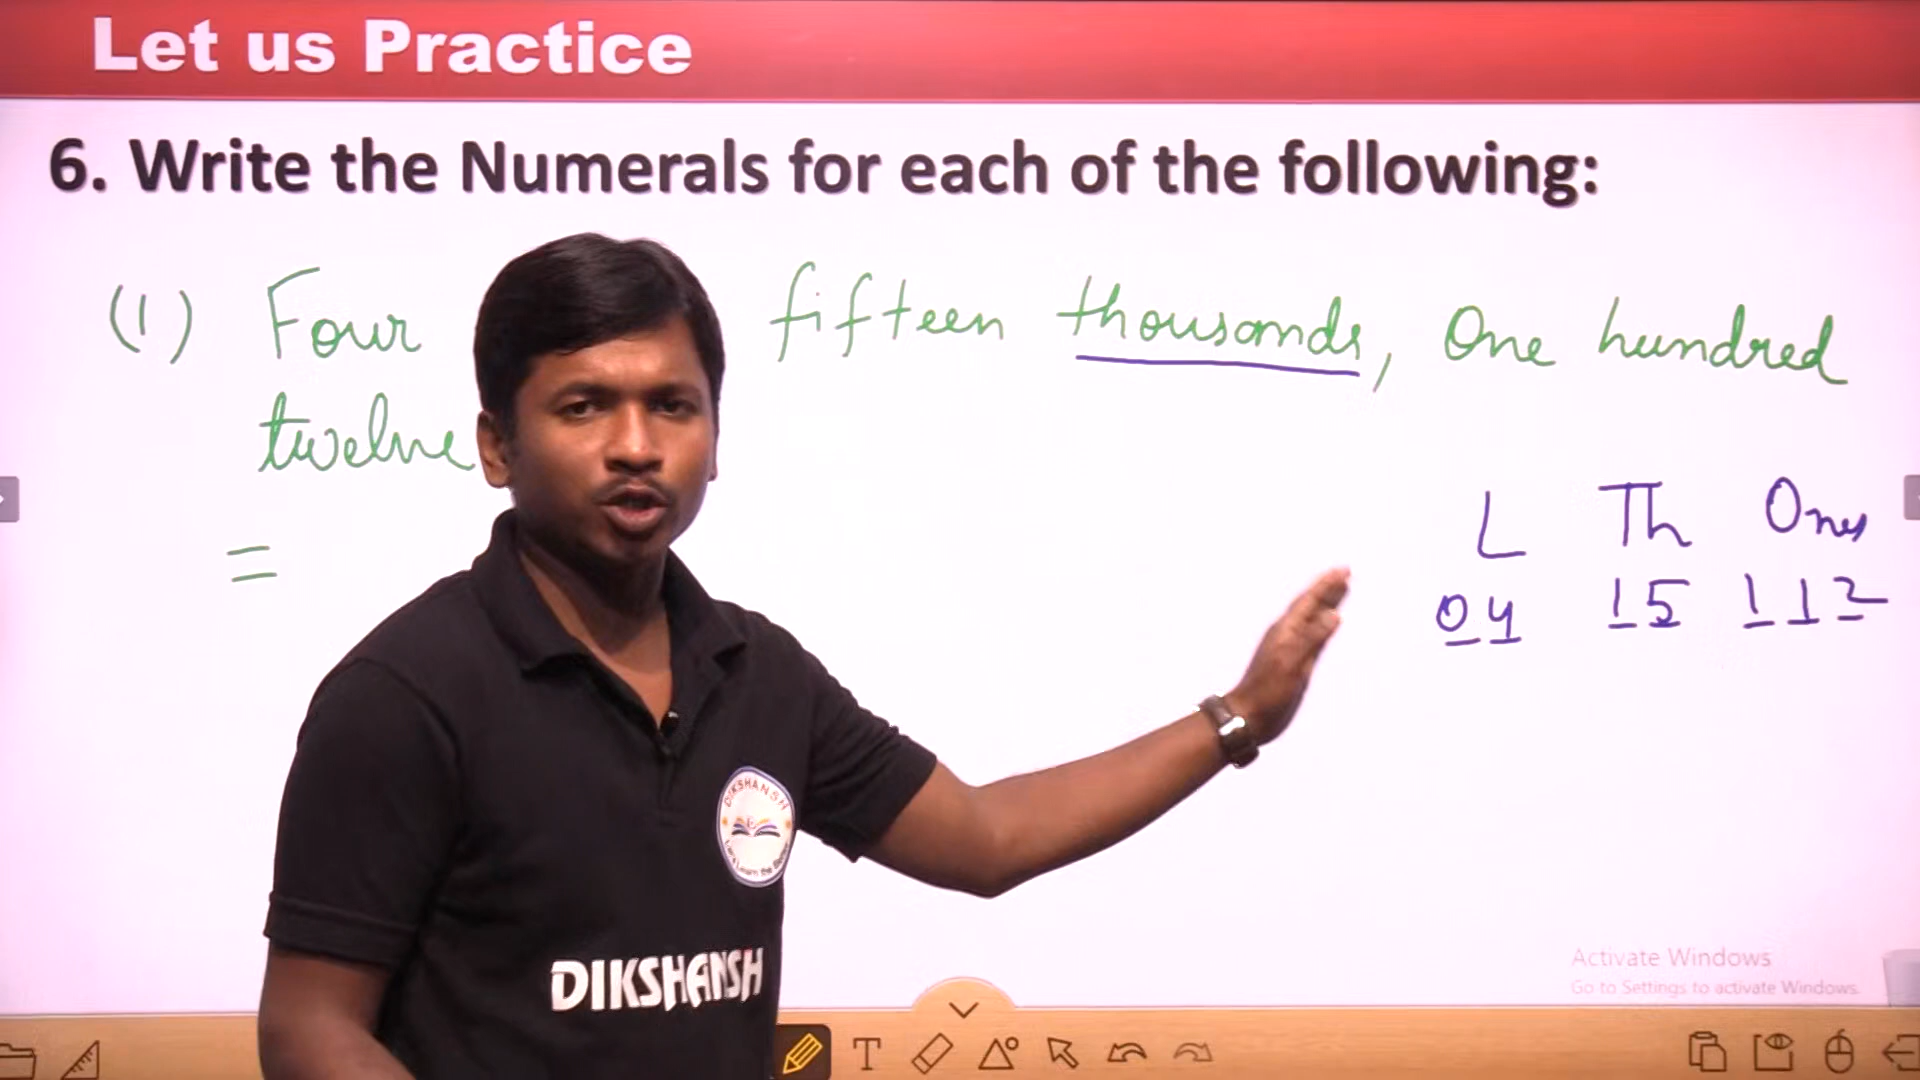 Let us Practice
6. Write the Numerals for each of the following:
(1) Four fifteen thousands, One hundred
twelve
=
L Th Ones
04 15 112
DIKSHANSH
DIKSHANSH
Activate Windows
Go to Settings to activate Windows.
T